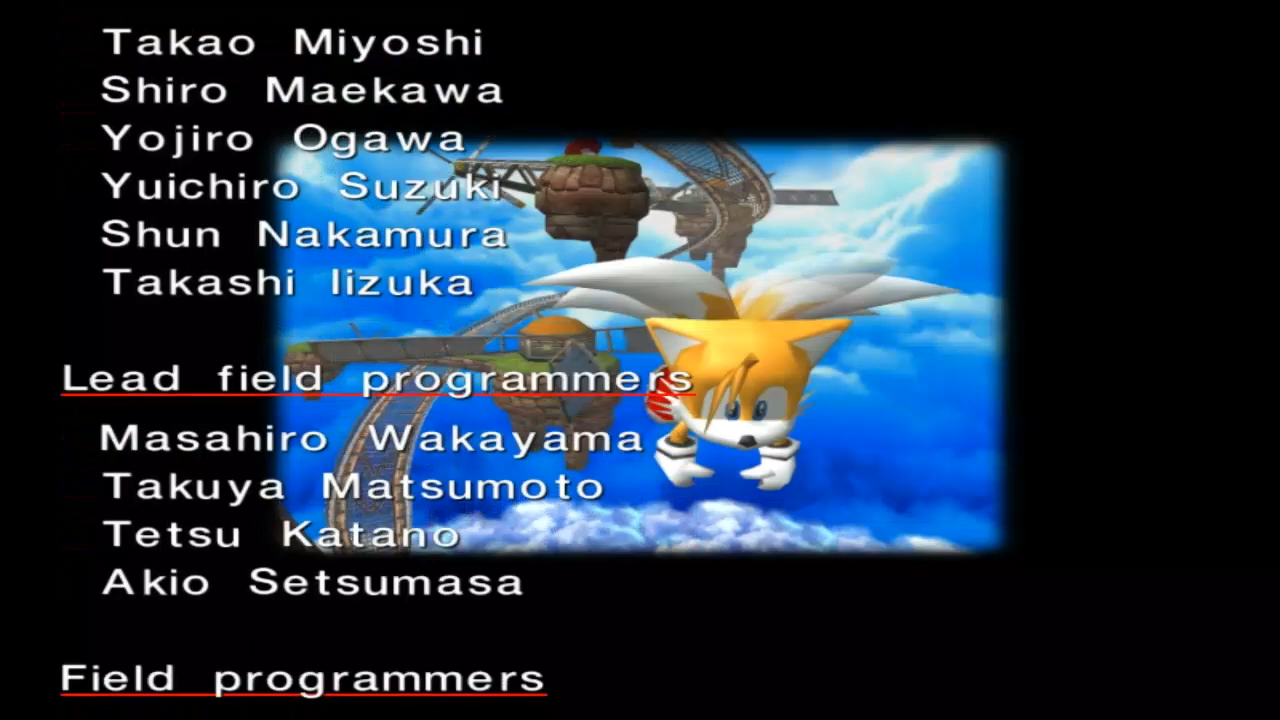 Takao Miyoshi
Shiro Maekawa
Yojiro Ogawa
Yuichiro Suzuki
Shun Nakamura
Takashi Iizuka
Lead field programmers
Masahiro Wakayama
Takuya Matsumoto
Tetsu Katano
Akio Setsumasa
Field programmers